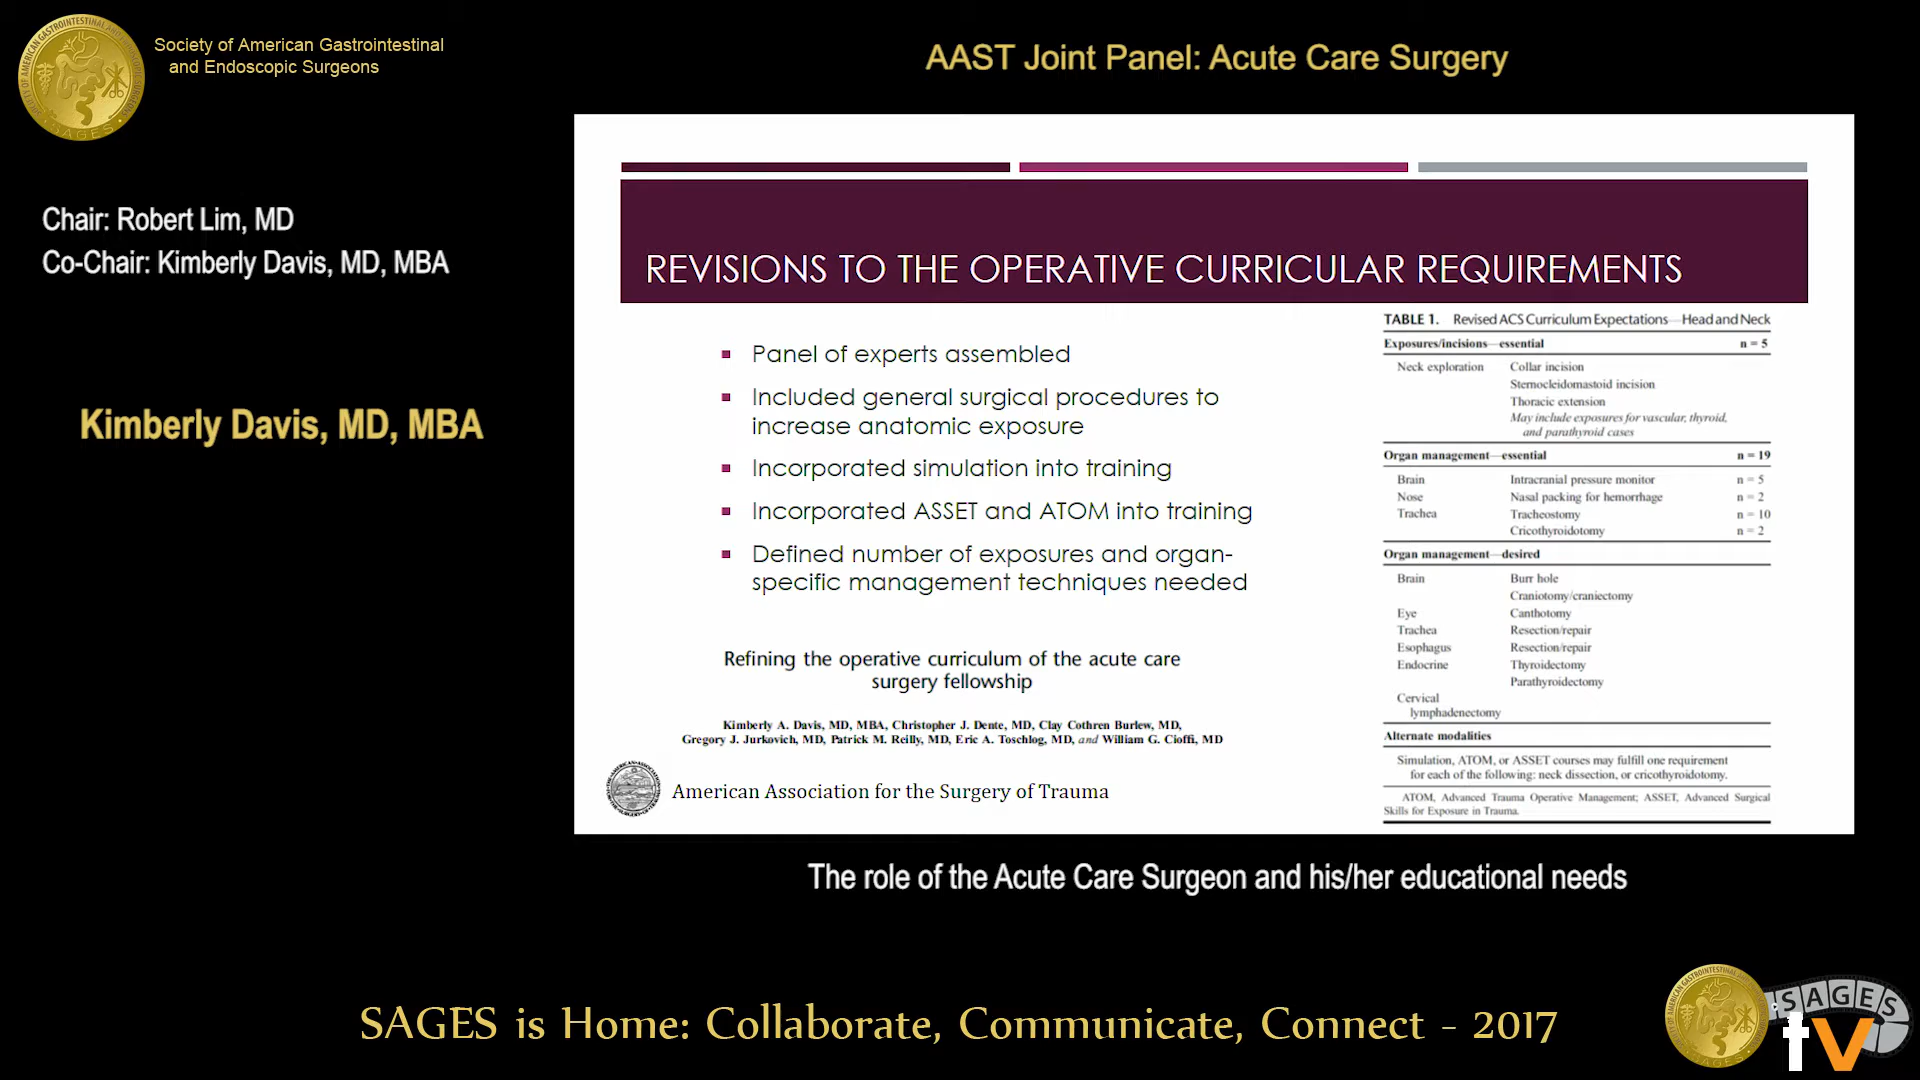 Society of American Gastrointestinal
and Endoscopic Surgeons
AAST Joint Panel: Acute Care Surgery
Chair: Robert Lim, MD
Co-Chair: Kimberly Davis, MD, MBA
Kimberly Davis, MD, MBA
REVISIONS TO THE OPERATIVE CURRICULAR REQUIREMENTS
▪ Panel of experts assembled
▪ Included general surgical procedures to
increase anatomic exposure
▪ Incorporated simulation into training
▪ Incorporated ASSET and ATOM into training
▪ Defined number of exposures and organ-
specific management techniques needed
Refining the operative curriculum of the acute care
surgery fellowship
Kimberly A. Davis, MD, MBA, Christopher J. Dente, MD, Clay Cothren Burlew, MD,
Gregory J. Jurkovich, MD, Patrick M. Reilly, MD, Eric A. Toschlog, MD, and William G. Cioffi, MD
American Association for the Surgery of Trauma
TABLE 1. Revised ACS Curriculum Expectations—Head and Neck
Exposures/incisions—essential n = 5
Neck exploration Collar incision
Sternocleidomastoid incision
Thoracic extension
May include exposures for vascular, thyroid,
and parathyroid cases
Organ management—essential n = 19
Brain Intracranial pressure monitor n = 5
Nose Nasal packing for hemorrhage n = 2
Trachea Tracheostomy n = 10
Cricothyroidotomy n = 2
Organ management—desired
Brain Burr hole
Craniotomy/craniectomy
Eye Canthotomy
Trachea Resection/repair
Esophagus Resection/repair
Endocrine Thyroidectomy
Parathyroidectomy
Cervical
lymphadenectomy
Alternate modalities
Simulation, ATOM, or ASSET courses may fulfill one requirement
for each of the following: neck dissection, or cricothyroidotomy.
ATOM, Advanced Trauma Operative Management; ASSET, Advanced Surgical
Skills for Exposure in Trauma.
The role of the Acute Care Surgeon and his/her educational needs
SAGES is Home: Collaborate, Communicate, Connect - 2017
SAGES
tv